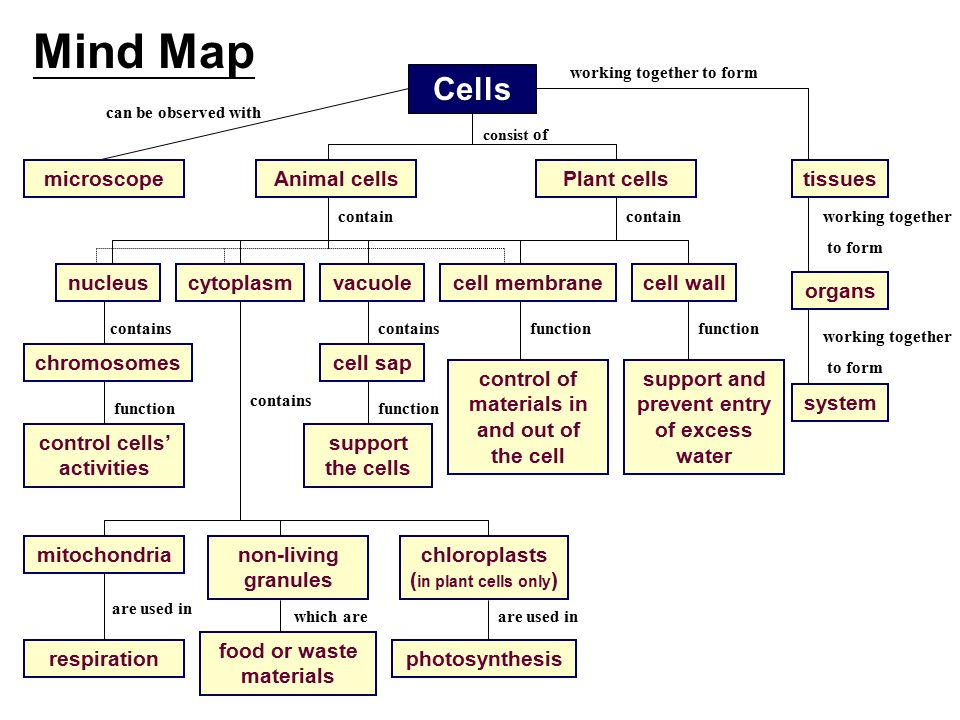 Mind Map
Cells
working together to form
can be observed with
consist of
microscope
Animal cells
Plant cells
tissues
contain
contain
working together
to form
nucleus
cytoplasm
vacuole
cell membrane
cell wall
organs
contains
contains
function
function
working together
to form
chromosomes
cell sap
control of
materials in
and out of
the cell
support and
prevent entry
of excess
water
system
contains
function
function
control cells’
activities
support
the cells
mitochondria
non-living
granules
chloroplasts
(in plant cells only)
are used in
which are
are used in
respiration
food or waste
materials
photosynthesis